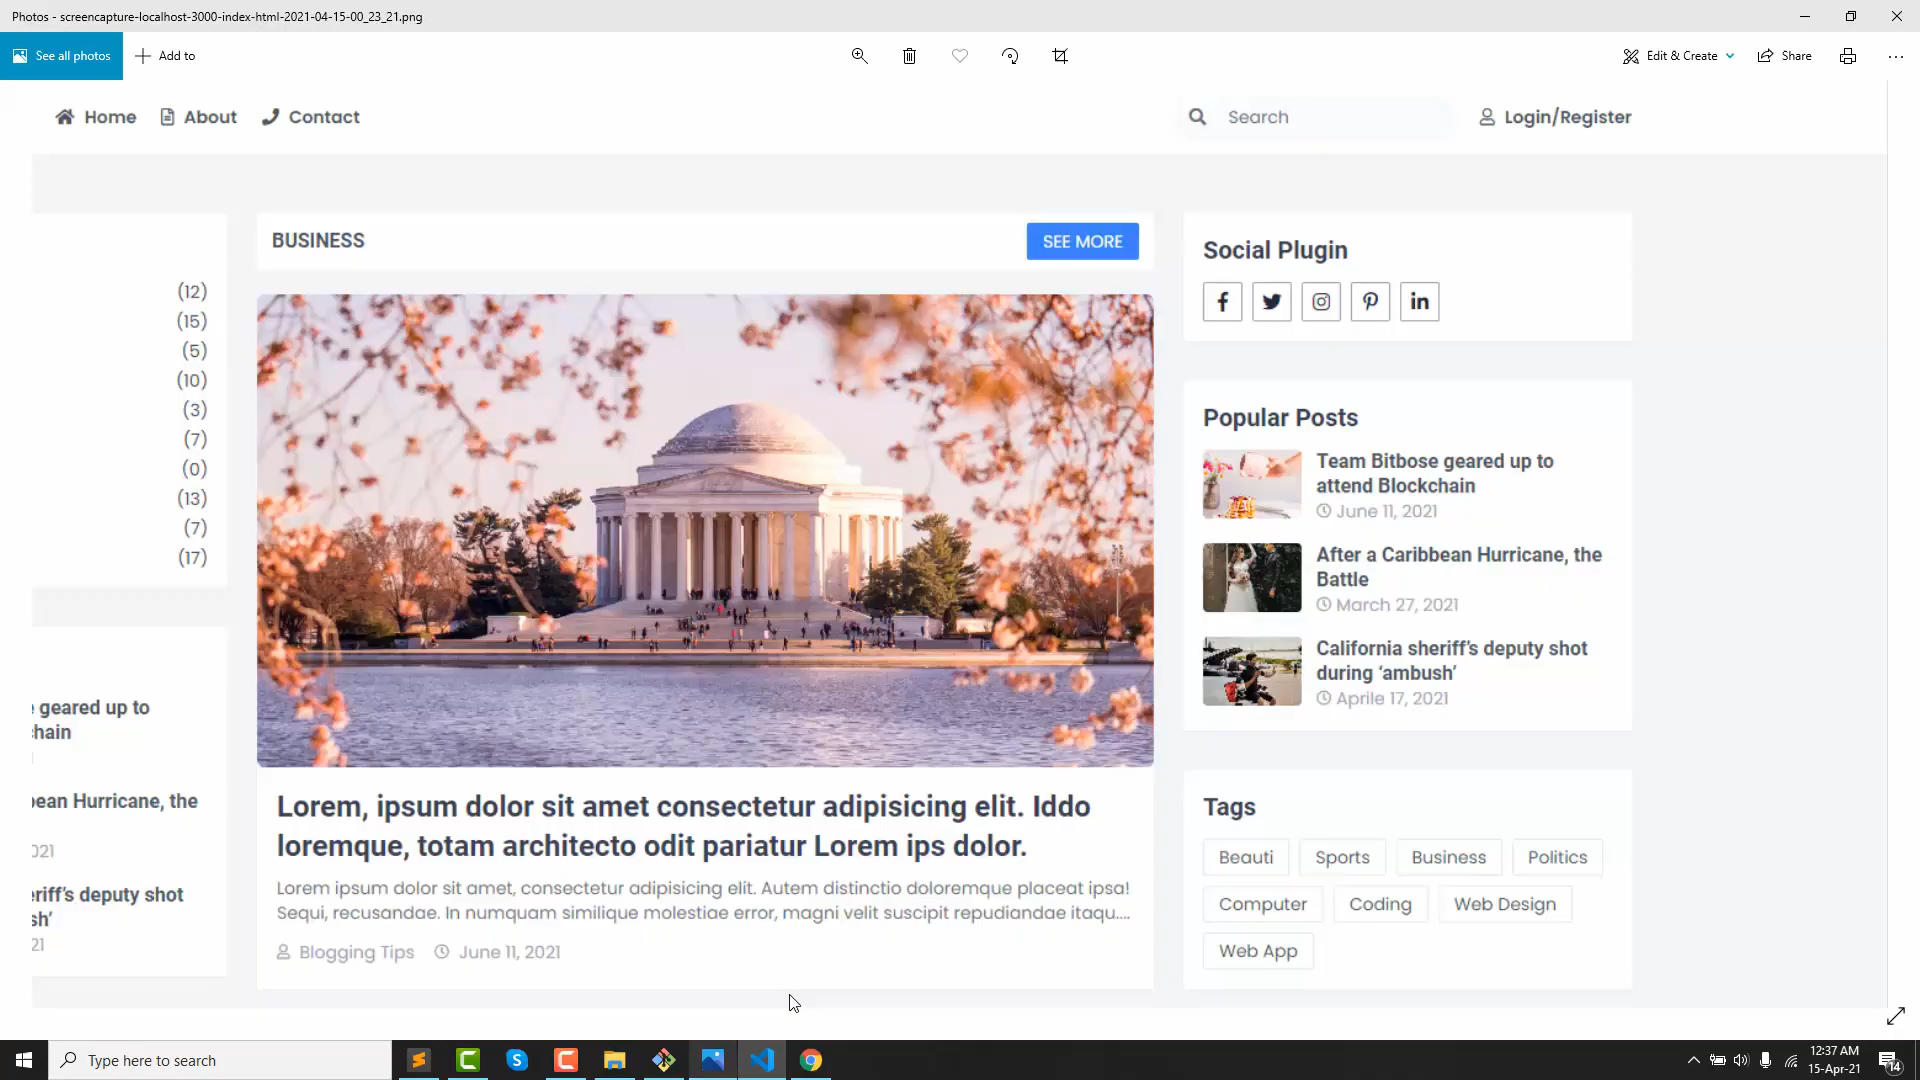 Photos - screencapture-localhost-3000-index-html-2021-04-15-00_23_21.png
See all photos
Add to
Edit & Create
Share
Home
About
Contact
Search
Login/Register
(12)
(15)
(5)
(10)
(3)
(7)
(0)
(13)
(7)
(17)
geared up to
hain
ean Hurricane, the
021
riff's deputy shot
sh'
21
BUSINESS
SEE MORE
Lorem, ipsum dolor sit amet consectetur adipisicing elit. Iddo
loremque, totam architecto odit pariatur Lorem ips dolor.
Lorem ipsum dolor sit amet, consectetur adipisicing elit. Autem distinctio doloremque placeat ipsa!
Sequi, recusandae. In numquam similique molestiae error, magni velit suscipit repudiandae itaqu....
Blogging Tips
June 11, 2021
Social Plugin
Popular Posts
Team Bitbose geared up to
attend Blockchain
June 11, 2021
After a Caribbean Hurricane, the
Battle
March 27, 2021
California sheriff's deputy shot
during ‘ambush’
Aprile 17, 2021
Tags
Beauti
Sports
Business
Politics
Computer
Coding
Web Design
Web App
Type here to search
12:37 AM
15-Apr-21
14